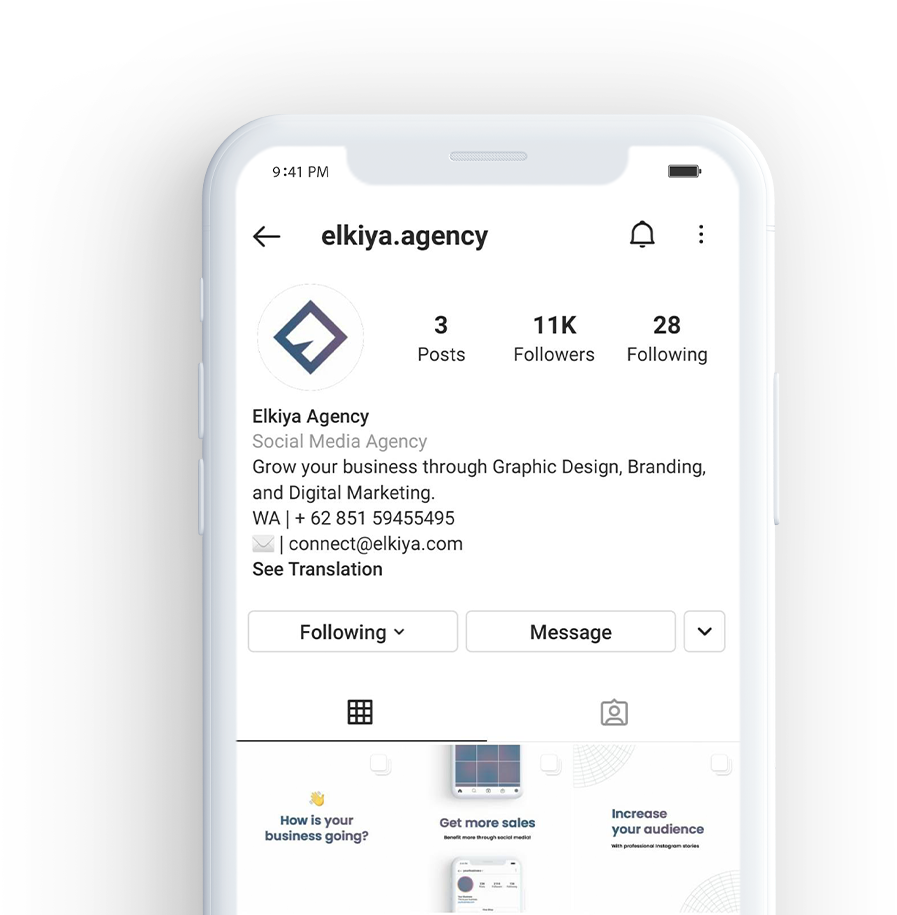 9:41 PM
elkiya.agency
3
11K
28
Posts
Followers
Following
Elkiya Agency
Social Media Agency
Grow your business through Graphic Design, Branding,
and Digital Marketing.
WA | + 62 851 59455495
✉️ | connect@elkiya.com
See Translation
Following
Message
👋
How is your
business going?
Get more sales
Benefit more through social media!
Increase
your audience
With professional instagram stories